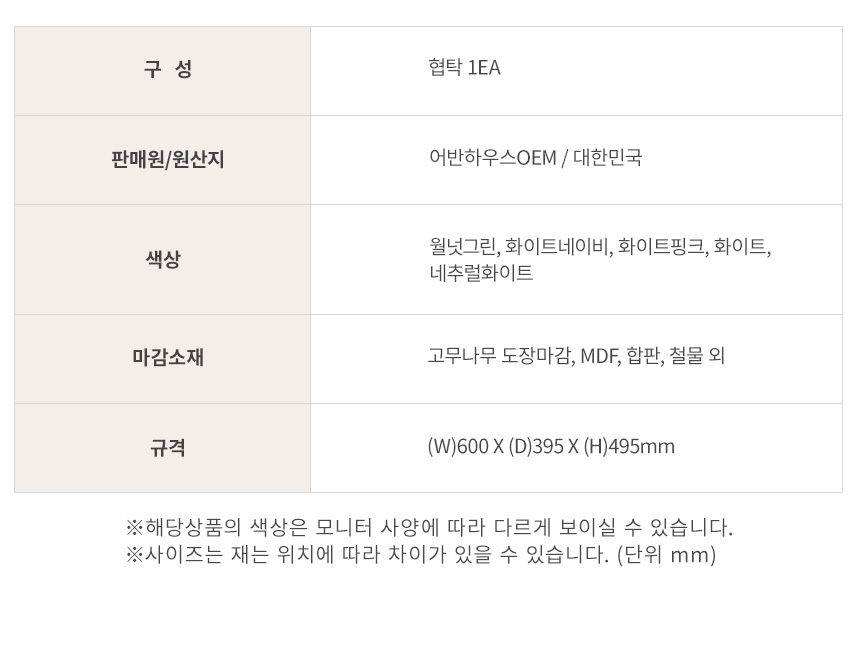 구 성
협탁 1EA
판매원/원산지
어반하우스OEM / 대한민국
색상
월넛그린, 화이트네이비, 화이트핑크, 화이트,
네추럴화이트
마감소재
고무나무 도장마감, MDF, 합판, 철물 외
규격
(W)600 X (D)395 X (H)495mm
※해당상품의 색상은 모니터 사양에 따라 다르게 보이실 수 있습니다.
※사이즈는 재는 위치에 따라 차이가 있을 수 있습니다. (단위 mm)